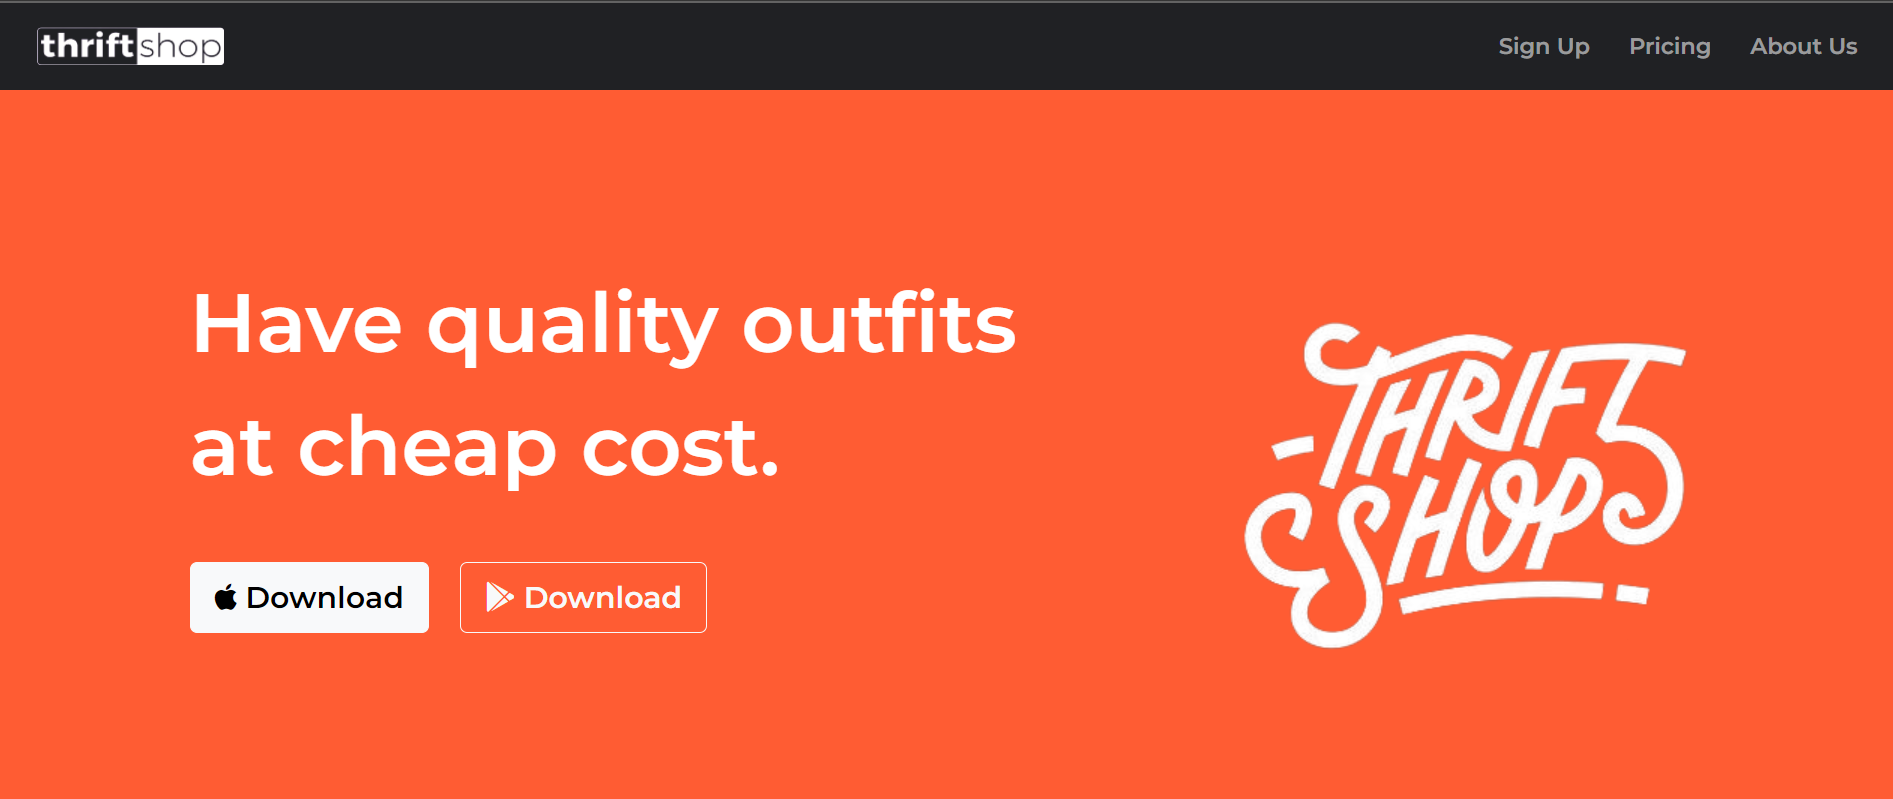 thriftshop
Sign Up Pricing About Us
Have quality outfits
at cheap cost.
THRIFT
SHOP
Download Download